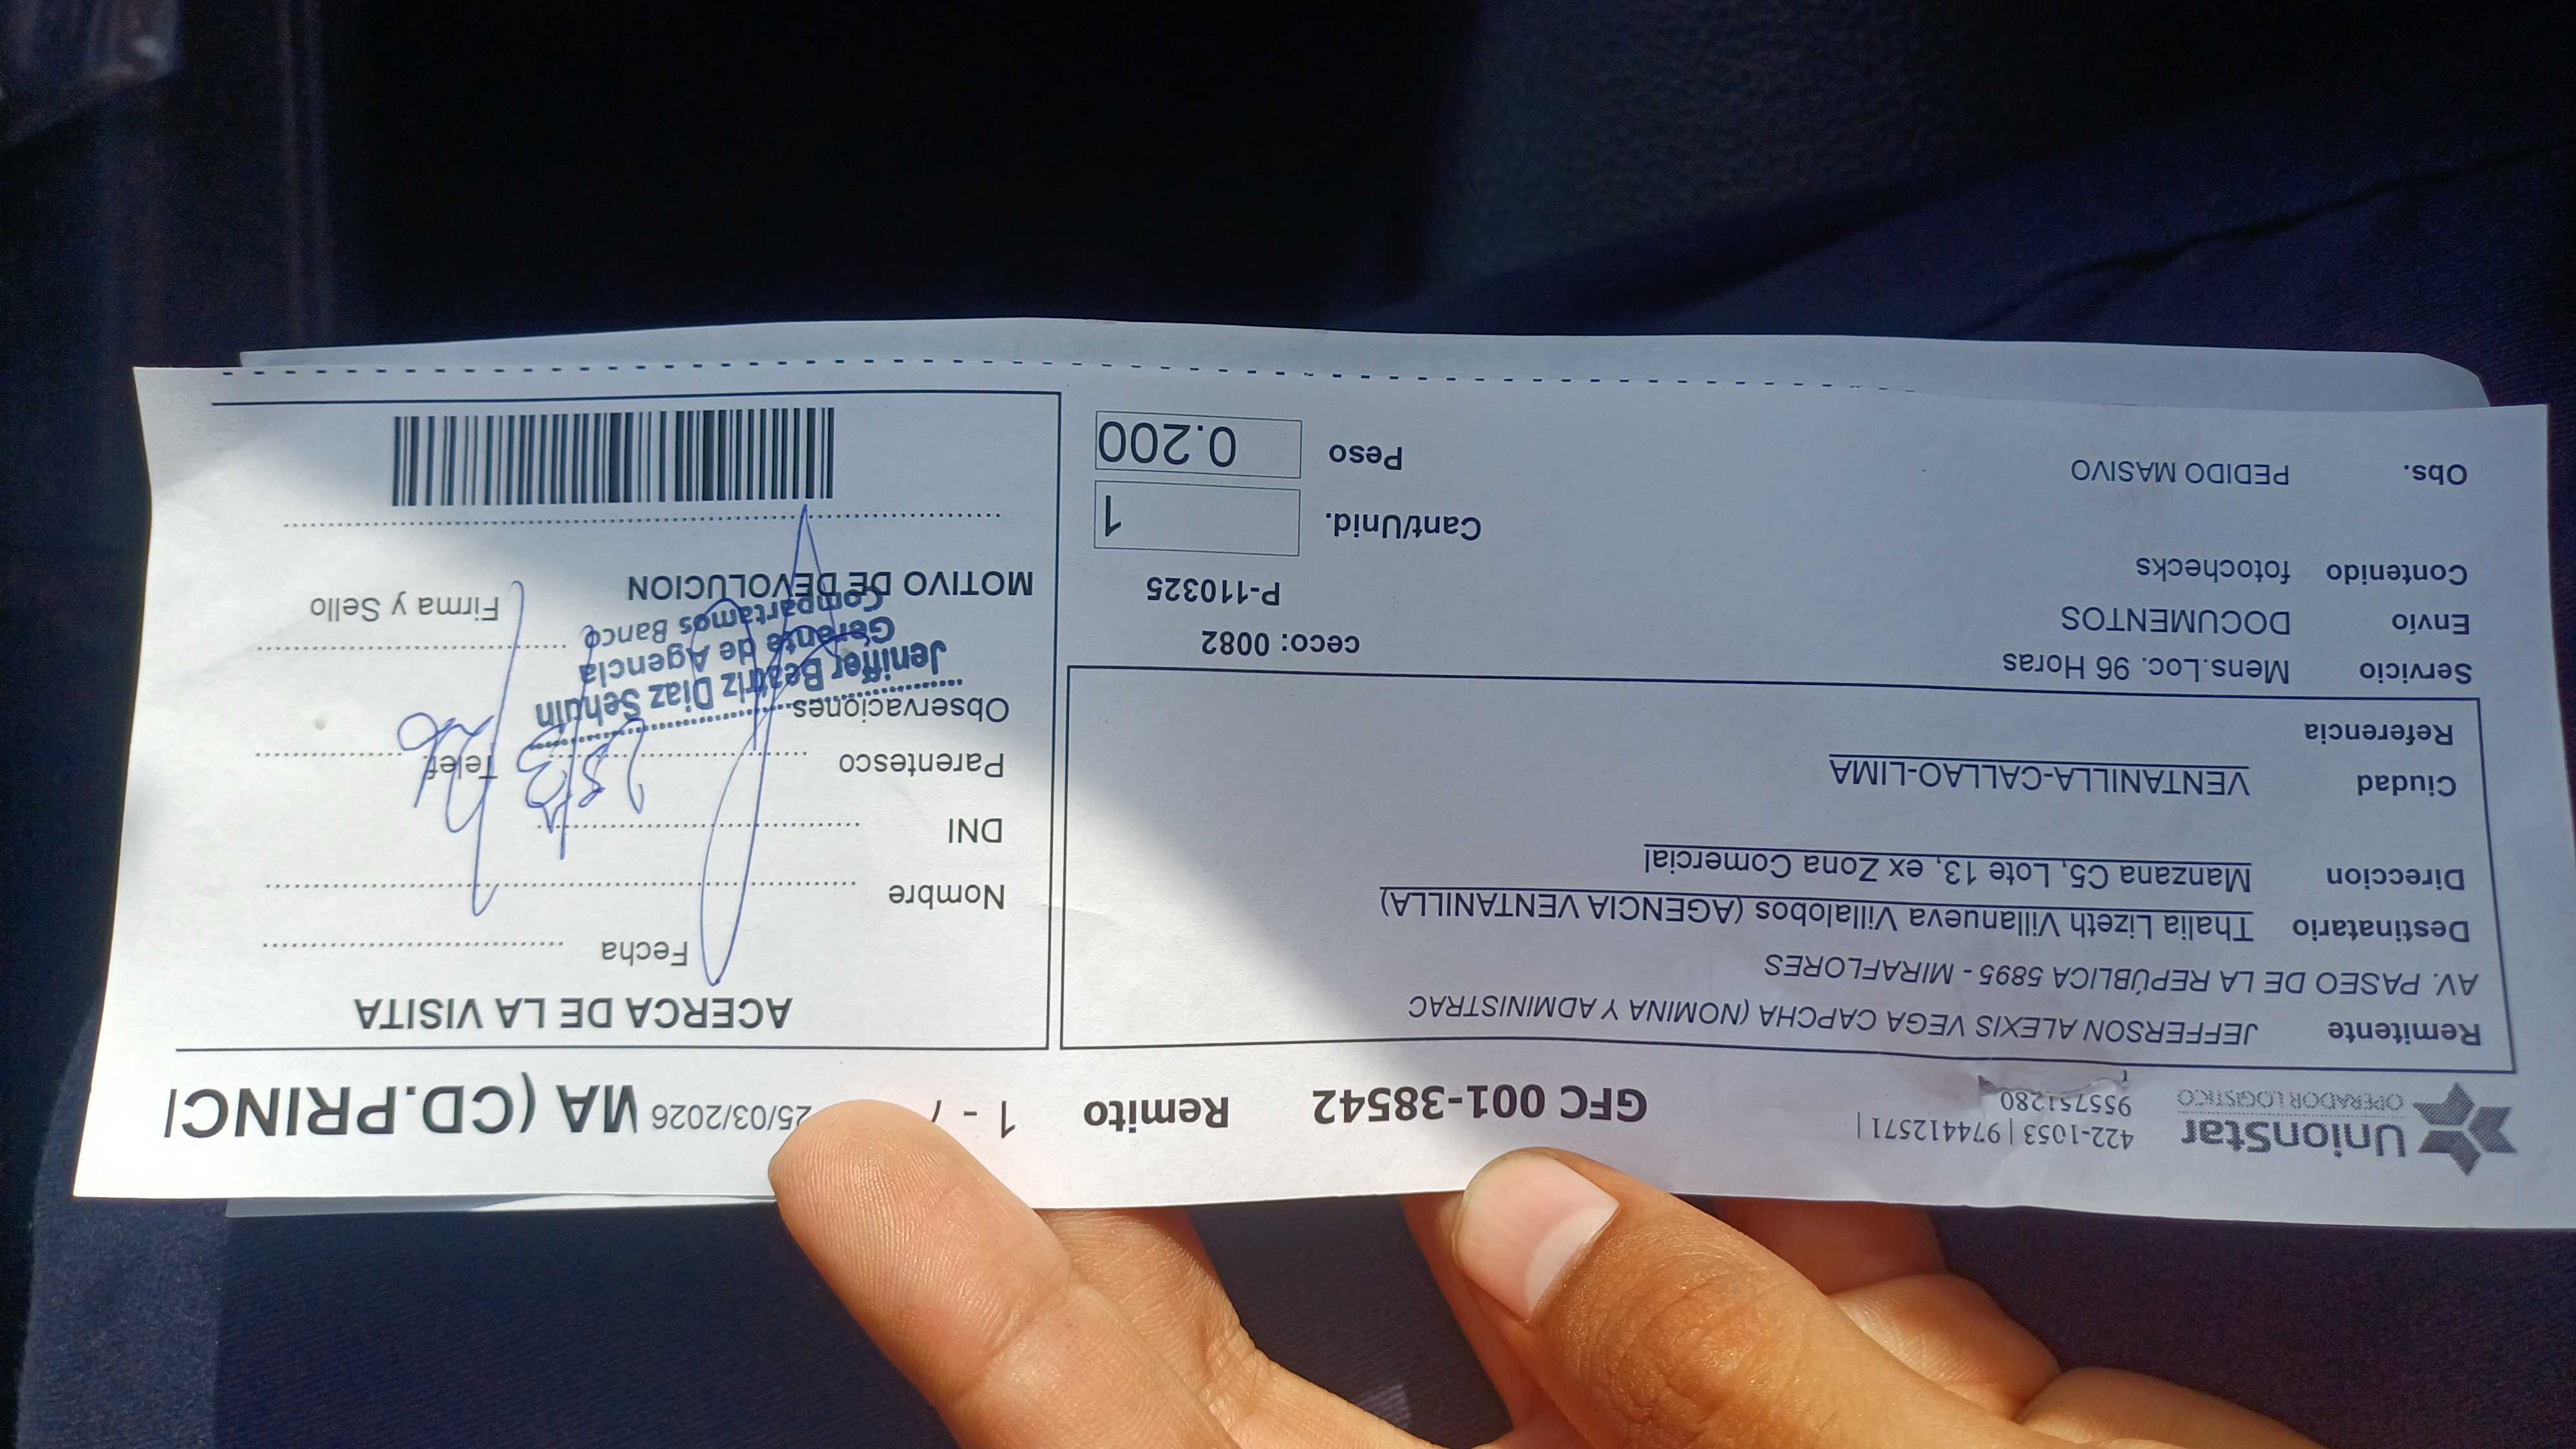 UnionStar
OPERADOR LOGISTICO
422-1053 | 974412571 |
955751280
GFC 001-38542
Remito
1 -
25/03/2026
MA (CD.PRINCI
Remitente JEFFERSON ALEXIS VEGA CAPCHA (NOMINA Y ADMINISTRAC
AV. PASEO DE LA REPÚBLICA 5895 - MIRAFLORES
Destinatario Thalia Lizeth Villanueva Villalobos (AGENCIA VENTANILLA)
Direccion Manzana C5, Lote 13, ex Zona Comercial
Ciudad VENTANILLA-CALLAO-LIMA
Referencia
Servicio Mens.Loc. 96 Horas
Envío DOCUMENTOS
Contenido fotochecks
Obs. PEDIDO MASIVO
ceco: 0082
P-110325
Cant/Unid. 1
Peso 0.200
ACERCA DE LA VISITA
Fecha
Nombre
DNI
Parentesco
Telef.
Observaciones
Jeniffer Beatriz Diaz Sehuin
Gerente de Agencia
Compartamos Banco
Firma y Sello
MOTIVO DE DEVOLUCION